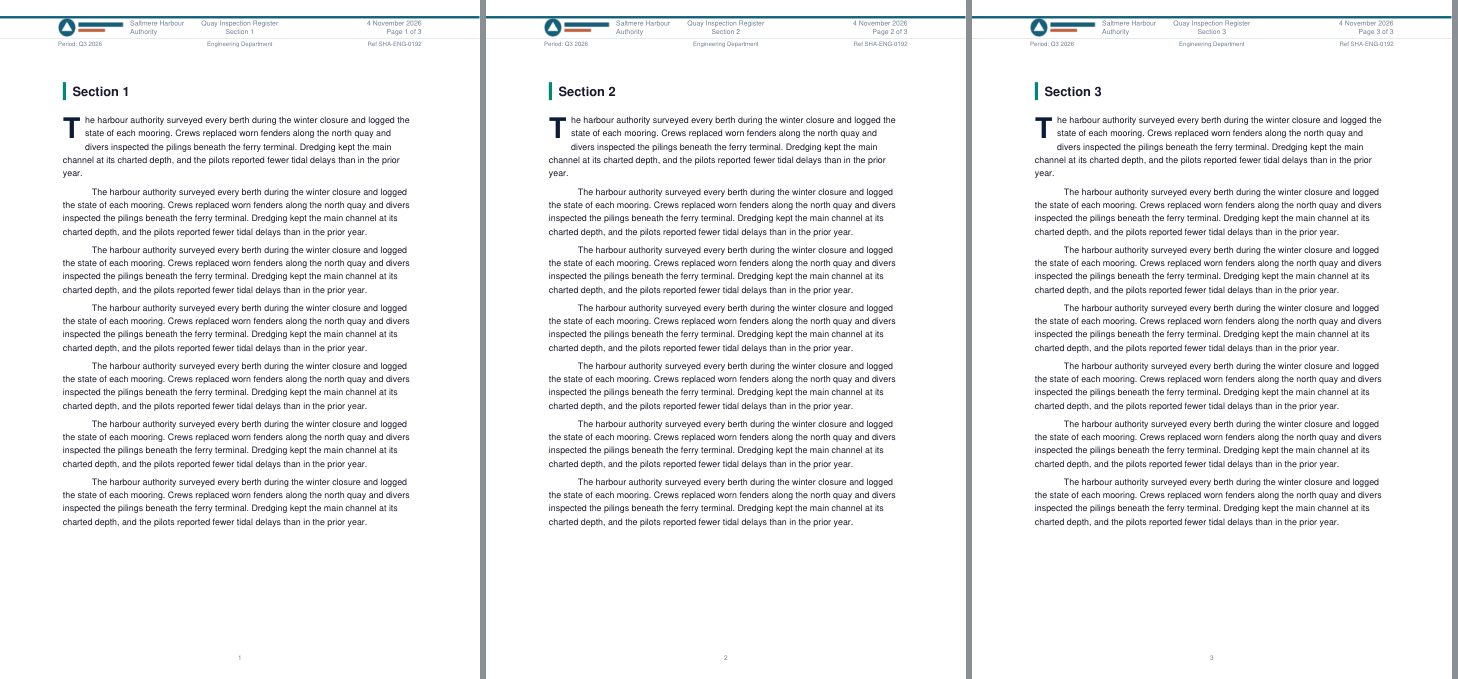 Saltmere Harbour
Authority
Quay Inspection Register
Section 1
4 November 2026
Page 1 of 3
Period: Q3 2026
Engineering Department
Ref SHA-ENG-0192
Section 1
The harbour authority surveyed every berth during the winter closure and logged the
state of each mooring. Crews replaced worn fenders along the north quay and
divers inspected the pilings beneath the ferry terminal. Dredging kept the main
channel at its charted depth, and the pilots reported fewer tidal delays than in the prior
year.
The harbour authority surveyed every berth during the winter closure and logged
the state of each mooring. Crews replaced worn fenders along the north quay and divers
inspected the pilings beneath the ferry terminal. Dredging kept the main channel at its
charted depth, and the pilots reported fewer tidal delays than in the prior year.
The harbour authority surveyed every berth during the winter closure and logged
the state of each mooring. Crews replaced worn fenders along the north quay and divers
inspected the pilings beneath the ferry terminal. Dredging kept the main channel at its
charted depth, and the pilots reported fewer tidal delays than in the prior year.
The harbour authority surveyed every berth during the winter closure and logged
the state of each mooring. Crews replaced worn fenders along the north quay and divers
inspected the pilings beneath the ferry terminal. Dredging kept the main channel at its
charted depth, and the pilots reported fewer tidal delays than in the prior year.
The harbour authority surveyed every berth during the winter closure and logged
the state of each mooring. Crews replaced worn fenders along the north quay and divers
inspected the pilings beneath the ferry terminal. Dredging kept the main channel at its
charted depth, and the pilots reported fewer tidal delays than in the prior year.
The harbour authority surveyed every berth during the winter closure and logged
the state of each mooring. Crews replaced worn fenders along the north quay and divers
inspected the pilings beneath the ferry terminal. Dredging kept the main channel at its
charted depth, and the pilots reported fewer tidal delays than in the prior year.
The harbour authority surveyed every berth during the winter closure and logged
the state of each mooring. Crews replaced worn fenders along the north quay and divers
inspected the pilings beneath the ferry terminal. Dredging kept the main channel at its
charted depth, and the pilots reported fewer tidal delays than in the prior year.
1
Saltmere Harbour
Authority
Quay Inspection Register
Section 2
4 November 2026
Page 2 of 3
Period: Q3 2026
Engineering Department
Ref SHA-ENG-0192
Section 2
The harbour authority surveyed every berth during the winter closure and logged the
state of each mooring. Crews replaced worn fenders along the north quay and
divers inspected the pilings beneath the ferry terminal. Dredging kept the main
channel at its charted depth, and the pilots reported fewer tidal delays than in the prior
year.
The harbour authority surveyed every berth during the winter closure and logged
the state of each mooring. Crews replaced worn fenders along the north quay and divers
inspected the pilings beneath the ferry terminal. Dredging kept the main channel at its
charted depth, and the pilots reported fewer tidal delays than in the prior year.
The harbour authority surveyed every berth during the winter closure and logged
the state of each mooring. Crews replaced worn fenders along the north quay and divers
inspected the pilings beneath the ferry terminal. Dredging kept the main channel at its
charted depth, and the pilots reported fewer tidal delays than in the prior year.
The harbour authority surveyed every berth during the winter closure and logged
the state of each mooring. Crews replaced worn fenders along the north quay and divers
inspected the pilings beneath the ferry terminal. Dredging kept the main channel at its
charted depth, and the pilots reported fewer tidal delays than in the prior year.
The harbour authority surveyed every berth during the winter closure and logged
the state of each mooring. Crews replaced worn fenders along the north quay and divers
inspected the pilings beneath the ferry terminal. Dredging kept the main channel at its
charted depth, and the pilots reported fewer tidal delays than in the prior year.
The harbour authority surveyed every berth during the winter closure and logged
the state of each mooring. Crews replaced worn fenders along the north quay and divers
inspected the pilings beneath the ferry terminal. Dredging kept the main channel at its
charted depth, and the pilots reported fewer tidal delays than in the prior year.
The harbour authority surveyed every berth during the winter closure and logged
the state of each mooring. Crews replaced worn fenders along the north quay and divers
inspected the pilings beneath the ferry terminal. Dredging kept the main channel at its
charted depth, and the pilots reported fewer tidal delays than in the prior year.
2
Saltmere Harbour
Authority
Quay Inspection Register
Section 3
4 November 2026
Page 3 of 3
Period: Q3 2026
Engineering Department
Ref SHA-ENG-0192
Section 3
The harbour authority surveyed every berth during the winter closure and logged the
state of each mooring. Crews replaced worn fenders along the north quay and
divers inspected the pilings beneath the ferry terminal. Dredging kept the main
channel at its charted depth, and the pilots reported fewer tidal delays than in the prior
year.
The harbour authority surveyed every berth during the winter closure and logged
the state of each mooring. Crews replaced worn fenders along the north quay and divers
inspected the pilings beneath the ferry terminal. Dredging kept the main channel at its
charted depth, and the pilots reported fewer tidal delays than in the prior year.
The harbour authority surveyed every berth during the winter closure and logged
the state of each mooring. Crews replaced worn fenders along the north quay and divers
inspected the pilings beneath the ferry terminal. Dredging kept the main channel at its
charted depth, and the pilots reported fewer tidal delays than in the prior year.
The harbour authority surveyed every berth during the winter closure and logged
the state of each mooring. Crews replaced worn fenders along the north quay and divers
inspected the pilings beneath the ferry terminal. Dredging kept the main channel at its
charted depth, and the pilots reported fewer tidal delays than in the prior year.
The harbour authority surveyed every berth during the winter closure and logged
the state of each mooring. Crews replaced worn fenders along the north quay and divers
inspected the pilings beneath the ferry terminal. Dredging kept the main channel at its
charted depth, and the pilots reported fewer tidal delays than in the prior year.
The harbour authority surveyed every berth during the winter closure and logged
the state of each mooring. Crews replaced worn fenders along the north quay and divers
inspected the pilings beneath the ferry terminal. Dredging kept the main channel at its
charted depth, and the pilots reported fewer tidal delays than in the prior year.
The harbour authority surveyed every berth during the winter closure and logged
the state of each mooring. Crews replaced worn fenders along the north quay and divers
inspected the pilings beneath the ferry terminal. Dredging kept the main channel at its
charted depth, and the pilots reported fewer tidal delays than in the prior year.
3